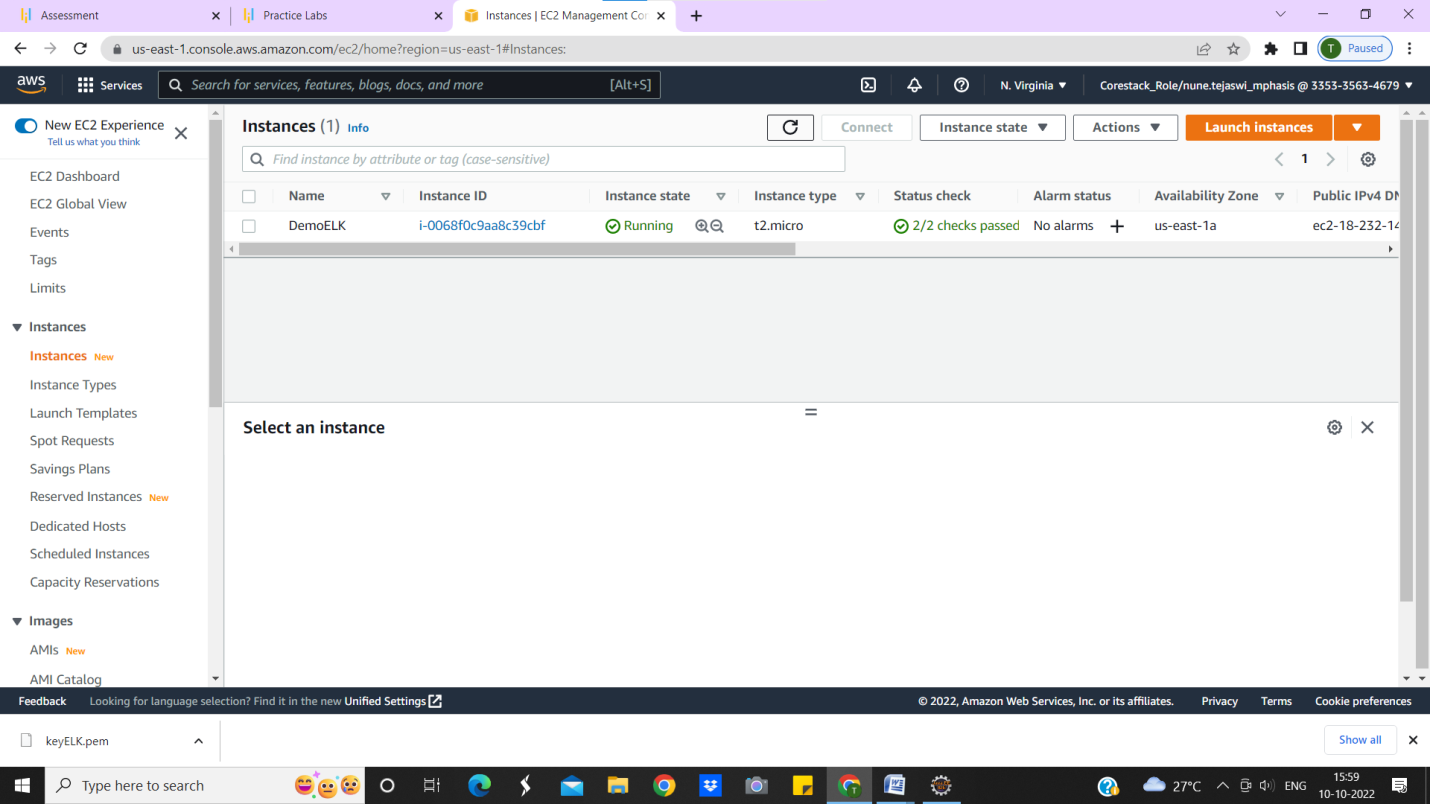 Assessment
Practice Labs
Instances | EC2 Management Con
us-east-1.console.aws.amazon.com/ec2/home?region=us-east-1#Instances:
T Paused
aws
Services
Search for services, features, blogs, docs, and more [Alt+S]
N. Virginia
Corestack_Role/nune.tejaswi_mphasis @ 3353-3563-4679
New EC2 Experience
Tell us what you think
EC2 Dashboard
EC2 Global View
Events
Tags
Limits
Instances
Instances New
Instance Types
Launch Templates
Spot Requests
Savings Plans
Reserved Instances New
Dedicated Hosts
Scheduled Instances
Capacity Reservations
Images
AMIs New
AMI Catalog
Instances (1) Info
Connect
Instance state
Actions
Launch instances
Find instance by attribute or tag (case-sensitive)
1
Name Instance ID Instance state Instance type Status check Alarm status Availability Zone Public IPv4 DN
DemoELK i-0068f0c9aa8c39cbf Running t2.micro 2/2 checks passed No alarms + us-east-1a ec2-18-232-14
Select an instance
Feedback
Looking for language selection? Find it in the new Unified Settings
© 2022, Amazon Web Services, Inc. or its affiliates.
Privacy
Terms
Cookie preferences
keyELK.pem
Show all
Type here to search
27°C
ENG
15:59
10-10-2022